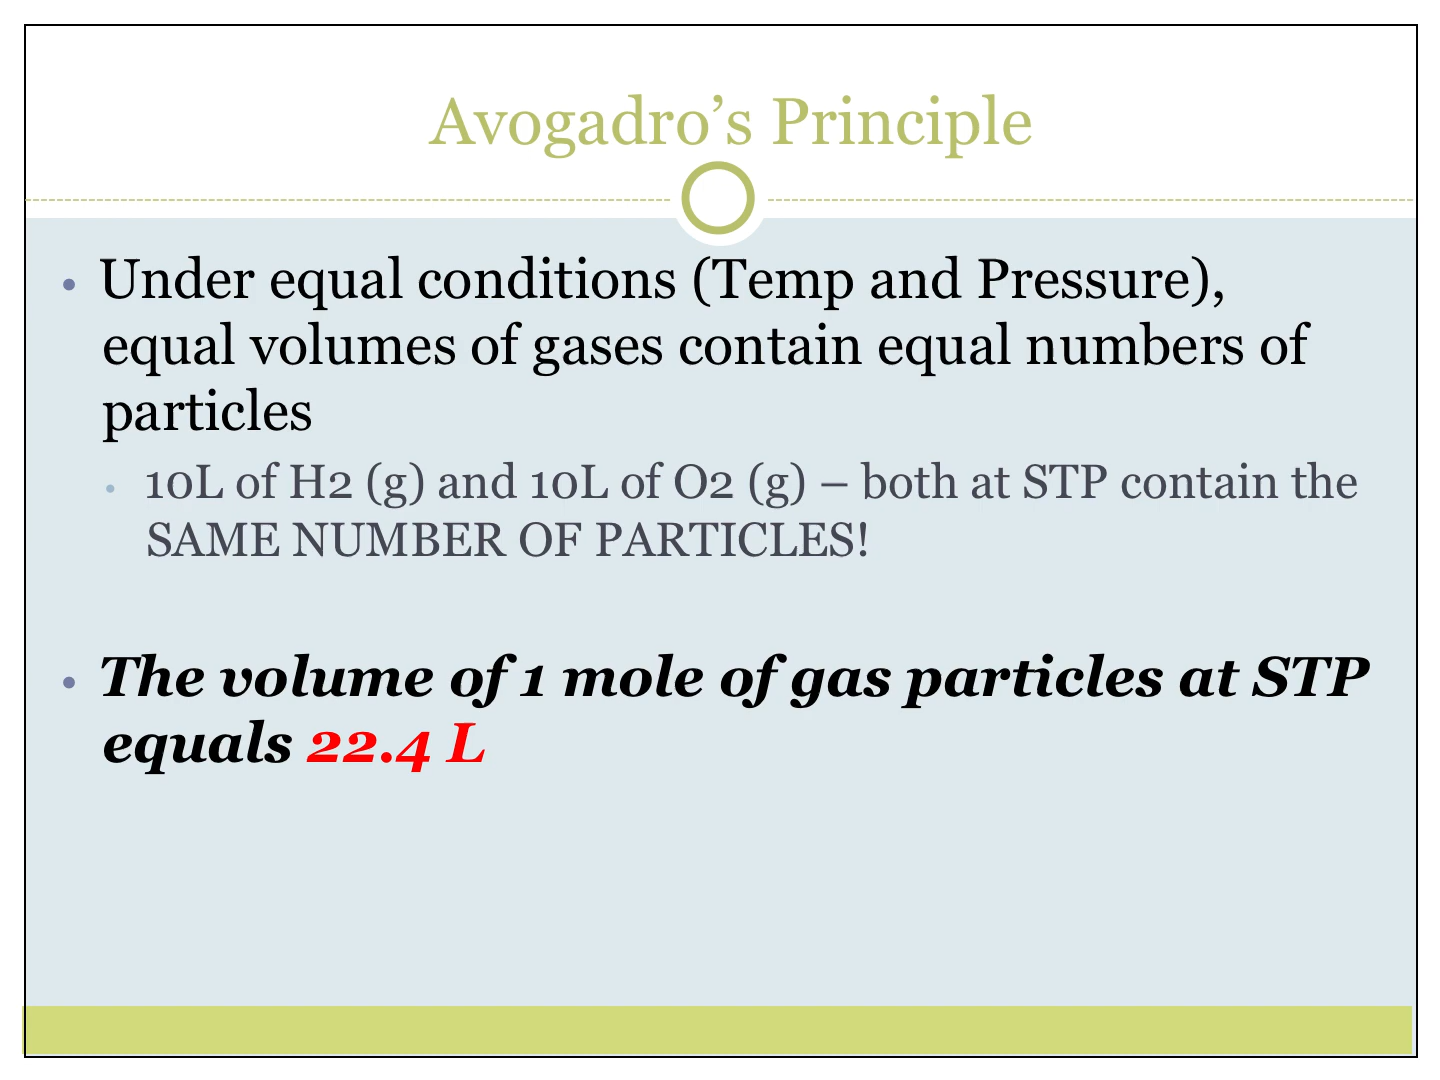 Avogadro’s Principle
• Under equal conditions (Temp and Pressure),
equal volumes of gases contain equal numbers of
particles
• 10L of H2 (g) and 10L of O2 (g) – both at STP contain the
SAME NUMBER OF PARTICLES!
• The volume of 1 mole of gas particles at STP
equals 22.4 L